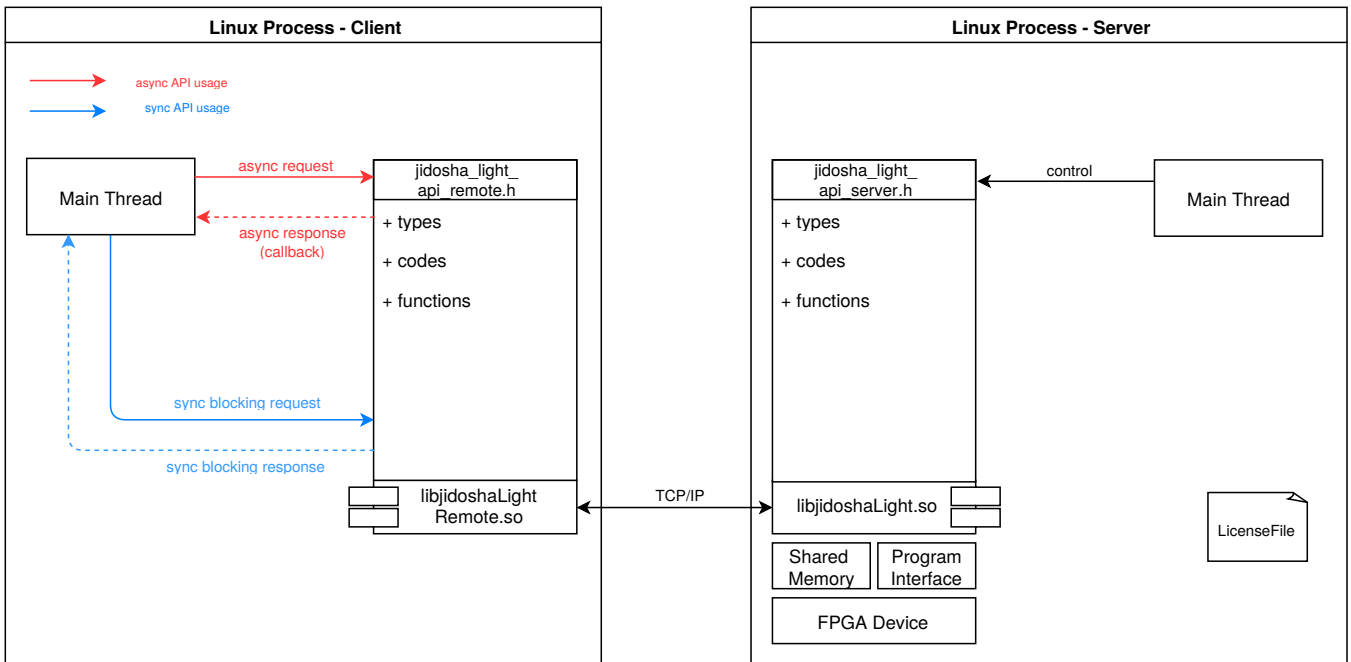 Linux Process - Client
async API usage
sync API usage
Main Thread
async request
async response
(callback)
sync blocking request
sync blocking response
jidosha_light_
api_remote.h
+ types
+ codes
+ functions
libjidoshaLight
Remote.so
TCP/IP
Linux Process - Server
jidosha_light_
api_server.h
+ types
+ codes
+ functions
control
Main Thread
libjidoshaLight.so
Shared
Memory
Program
Interface
FPGA Device
LicenseFile